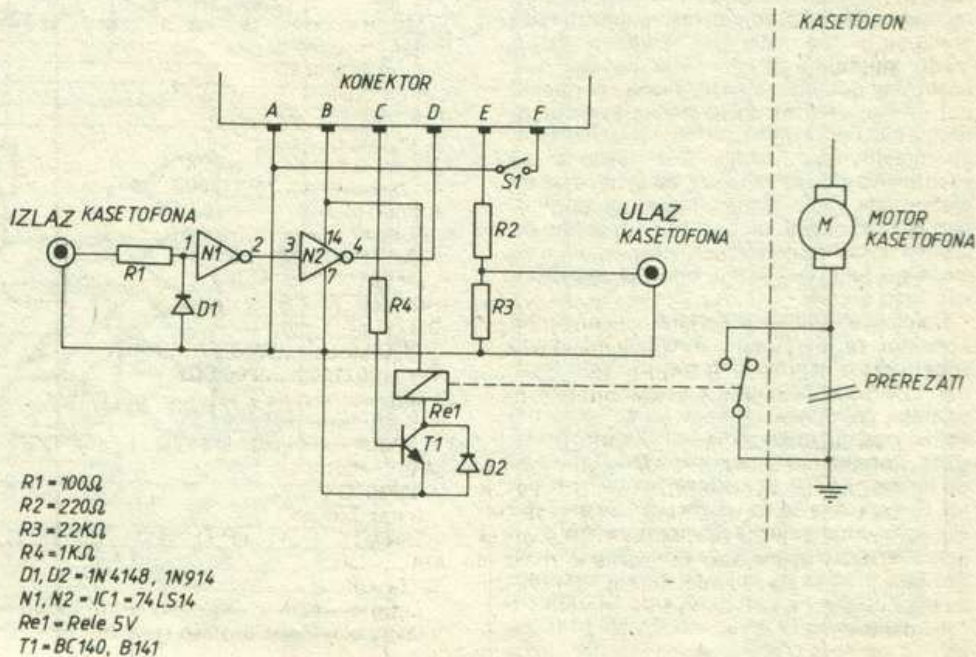 KASETOFON
KONEKTOR
A B C D E F
S1
IZLAZ KASETOFONA
ULAZ
KASETOFONA
R1
1 N1 2
3 N2 14 4
7
D1
R4
R2
R3
M
MOTOR
KASETOFONA
PREREZATI
Re1
T1
D2
R1 = 100Ω
R2 = 220Ω
R3 = 22KΩ
R4 = 1KΩ
D1, D2 = 1N4148, 1N914
N1, N2 = IC1 = 74LS14
Re1 = Rele 5V
T1 = BC140, B141